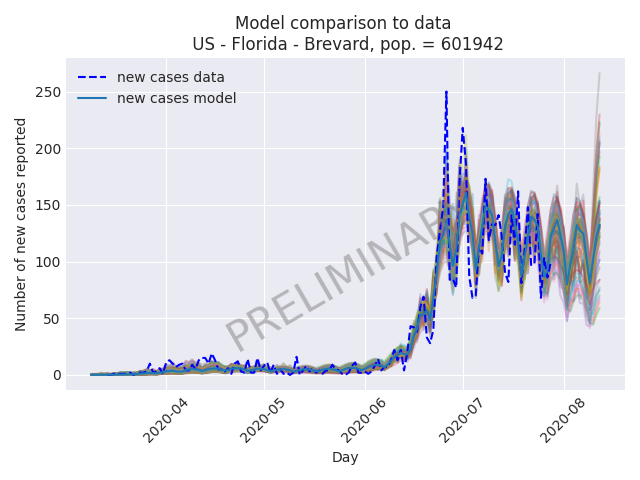 Model comparison to data
US - Florida - Brevard, pop. = 601942
new cases data
new cases model
Number of new cases reported
250
200
150
100
50
0
PRELIMINARY
2020-04
2020-05
2020-06
2020-07
2020-08
Day